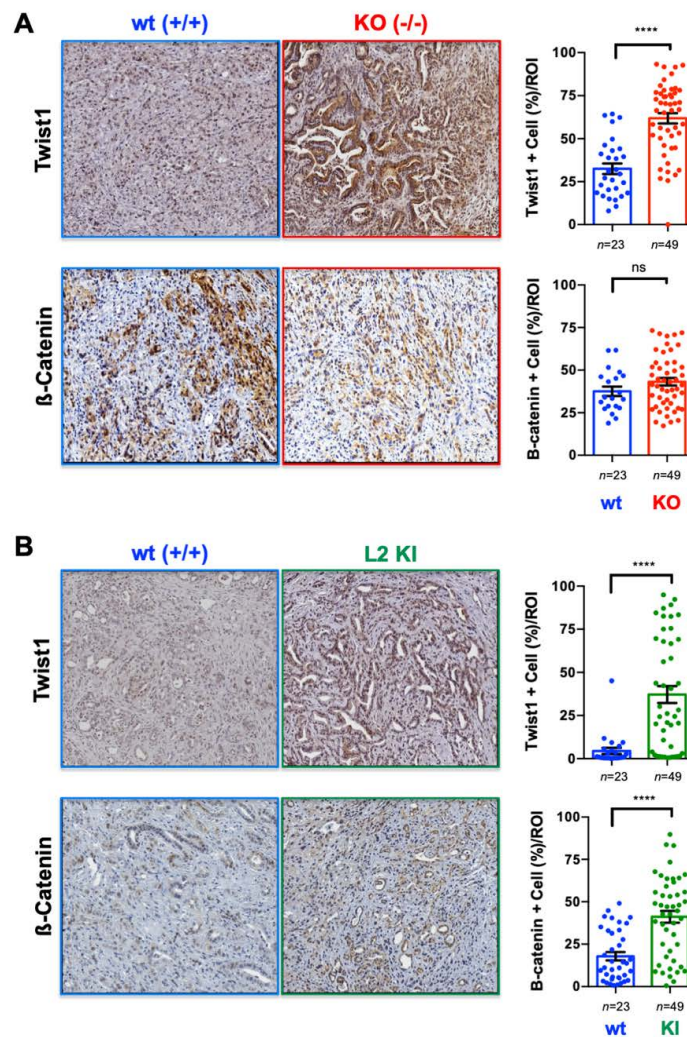 A
wt (+/+)
KO (-/-)
Twist1
Twist1 + Cell (%)/ROI
100
75
50
25
0
****
n=23
n=49
ß-Catenin
B-catenin + Cell (%)/ROI
100
75
50
25
0
ns
n=23
n=49
wt
KO
B
wt (+/+)
L2 KI
Twist1
Twist1 + Cell (%)/ROI
100
75
50
25
0
****
n=23
n=49
ß-Catenin
B-catenin + Cell (%)/ROI
100
75
50
25
0
****
n=23
n=49
wt
KI